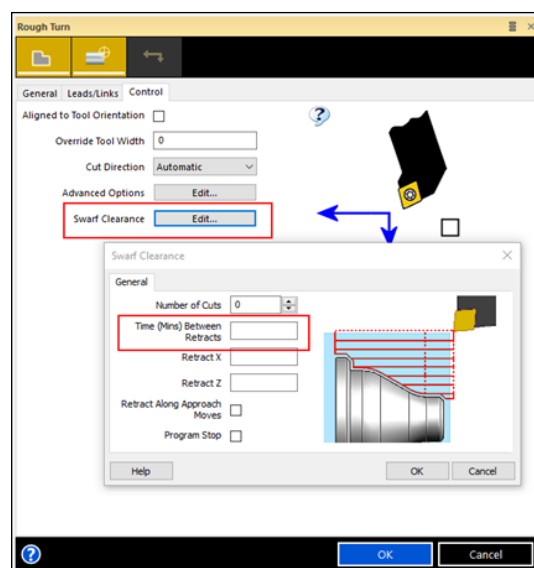 Rough Turn
General Leads/Links Control
Aligned to Tool Orientation
Override Tool Width 0
Cut Direction Automatic
Advanced Options Edit...
Swarf Clearance Edit...
Swarf Clearance
General
Number of Cuts 0
Time (Mins) Between
Retracts
Retract X
Retract Z
Retract Along Approach
Moves
Program Stop
Help OK Cancel
OK Cancel